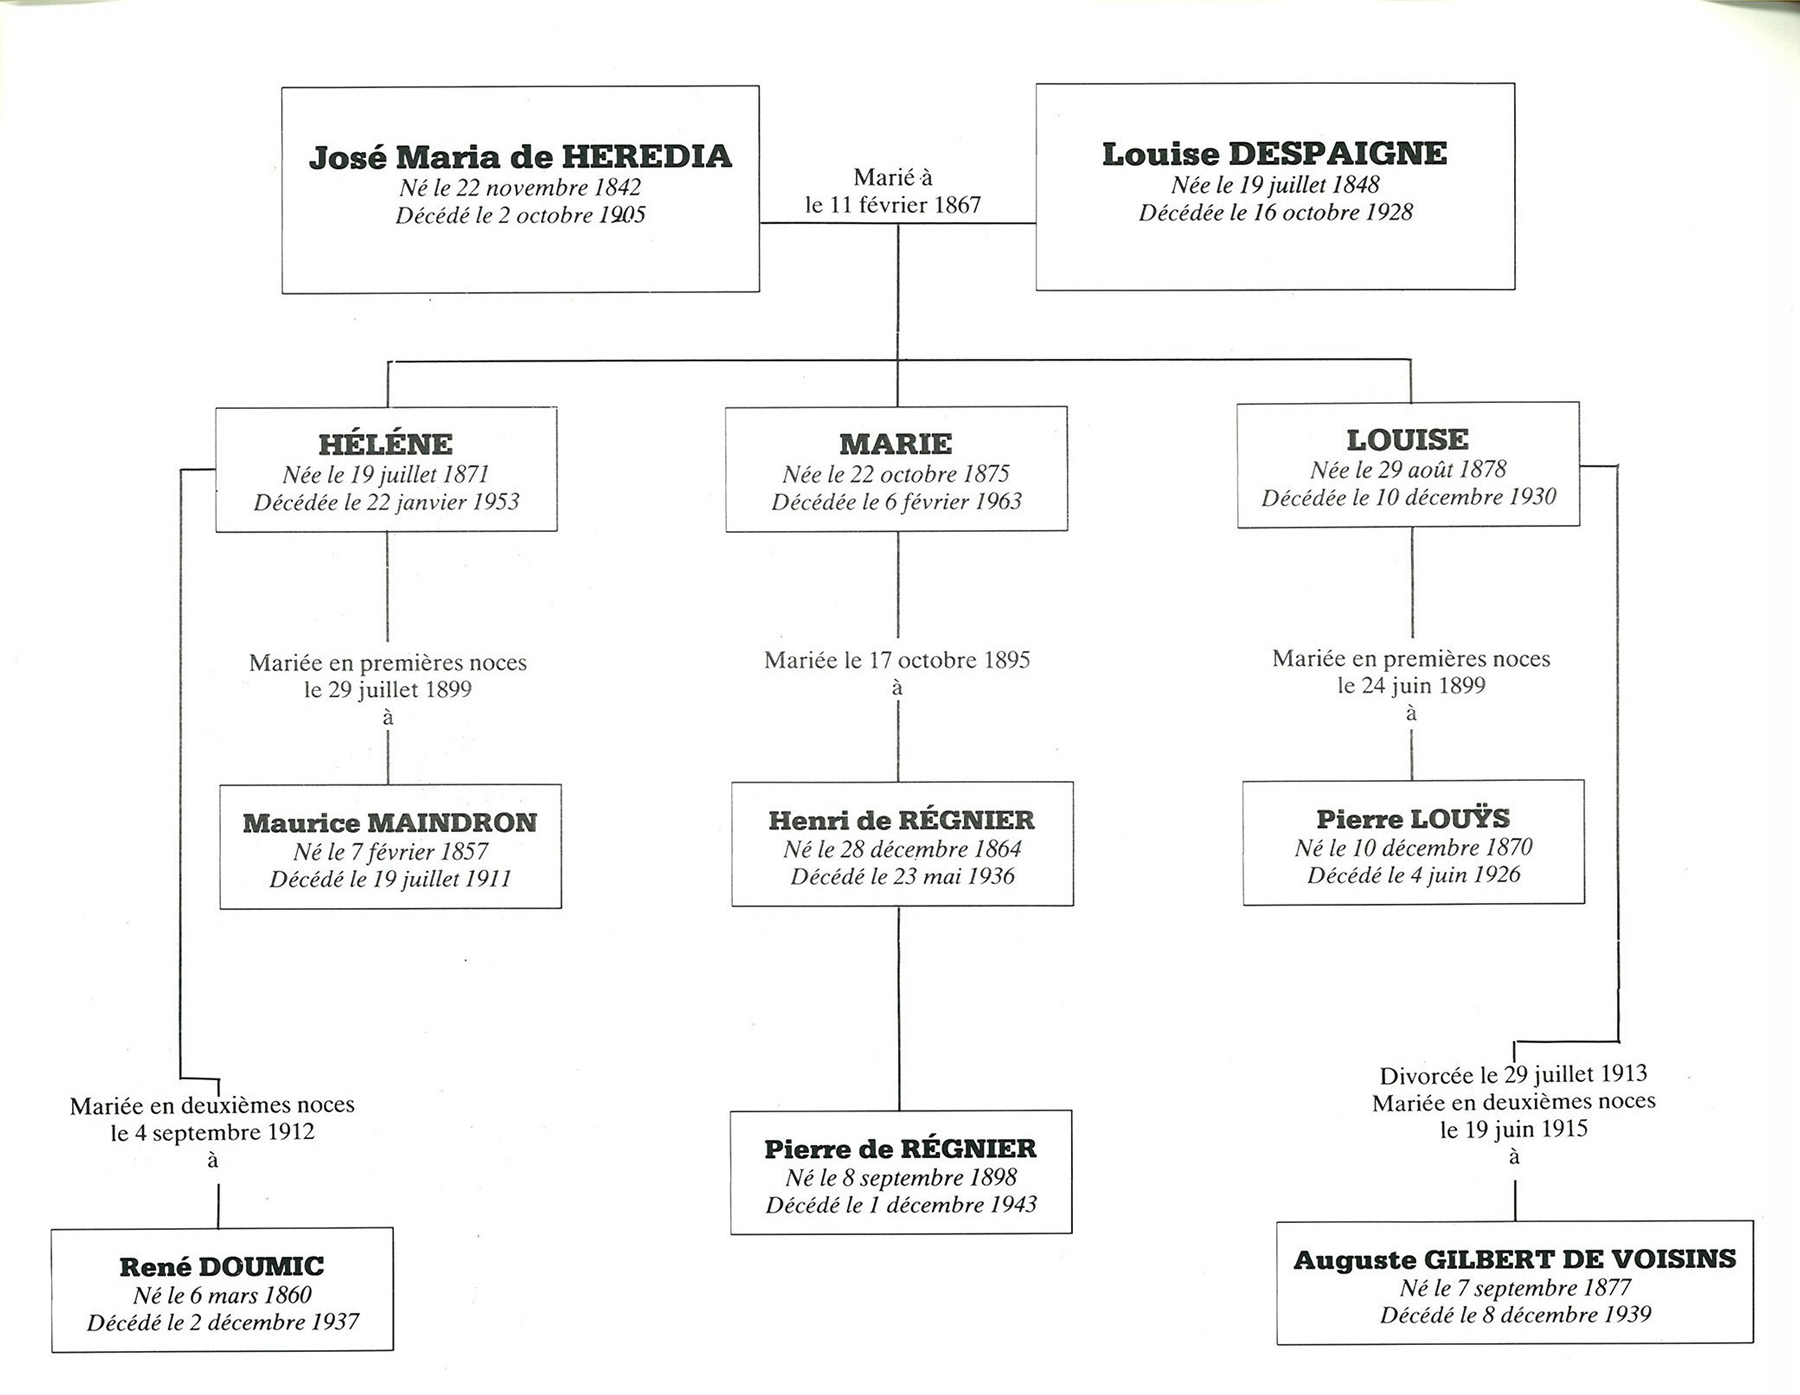 José Maria de HEREDIA
Né le 22 novembre 1842
Décédé le 2 octobre 1905
Marié à
le 11 février 1867
Louise DESPAIGNE
Née le 19 juillet 1848
Décédée le 16 octobre 1928
HÉLÉNE
Née le 19 juillet 1871
Décédée le 22 janvier 1953
MARIE
Née le 22 octobre 1875
Décédée le 6 février 1963
LOUISE
Née le 29 août 1878
Décédée le 10 décembre 1930
Mariée en premières noces
le 29 juillet 1899
à
Mariée le 17 octobre 1895
à
Mariée en premières noces
le 24 juin 1899
à
Maurice MAINDRON
Né le 7 février 1857
Décédé le 19 juillet 1911
Henri de RÉGNIER
Né le 28 décembre 1864
Décédé le 23 mai 1936
Pierre LOUŸS
Né le 10 décembre 1870
Décédé le 4 juin 1926
Mariée en deuxièmes noces
le 4 septembre 1912
à
Pierre de RÉGNIER
Né le 8 septembre 1898
Décédé le 1 décembre 1943
Divorcée le 29 juillet 1913
Mariée en deuxièmes noces
le 19 juin 1915
à
René DOUMIC
Né le 6 mars 1860
Décédé le 2 décembre 1937
Auguste GILBERT DE VOISINS
Né le 7 septembre 1877
Décédé le 8 décembre 1939